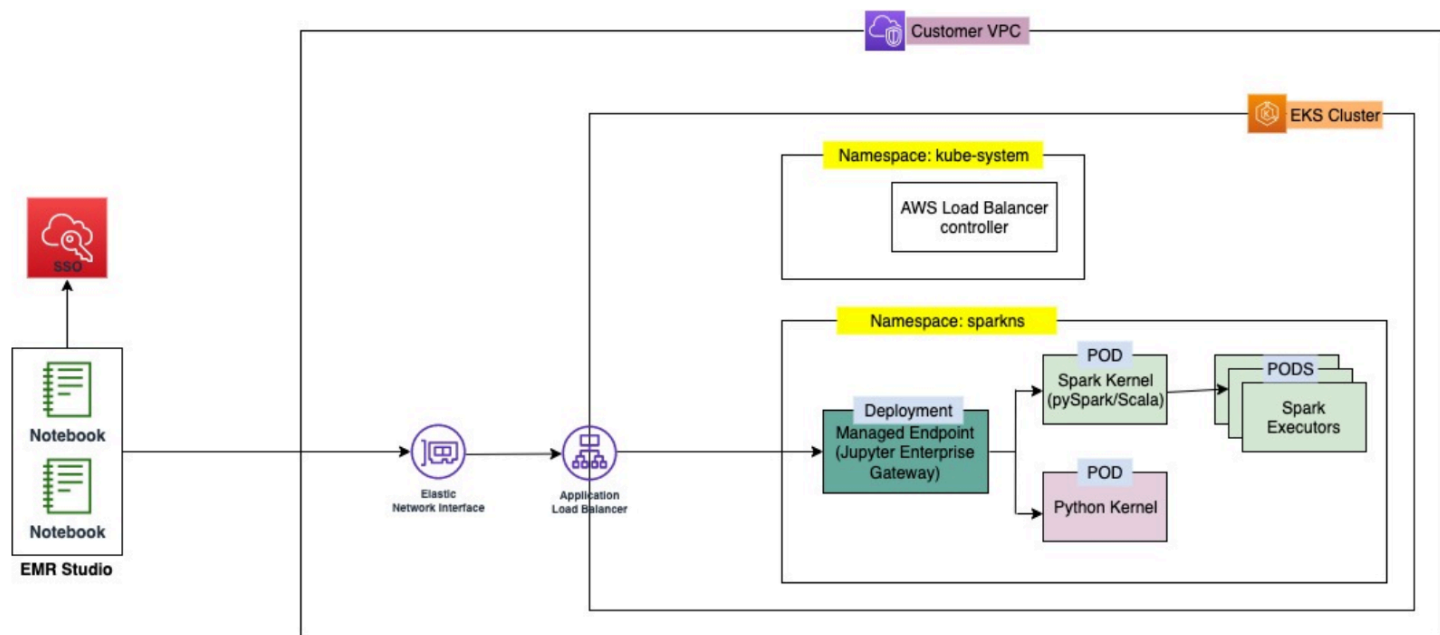 Customer VPC
EKS Cluster
Namespace: kube-system
AWS Load Balancer
controller
SSO
Namespace: sparkns
POD
Spark Kernel
(pySpark/Scala)
PODS
Spark
Executors
Deployment
Managed Endpoint
(Jupyter Enterprise
Gateway)
POD
Python Kernel
Notebook
Notebook
EMR Studio
Elastic
Network Interface
Application
Load Balancer